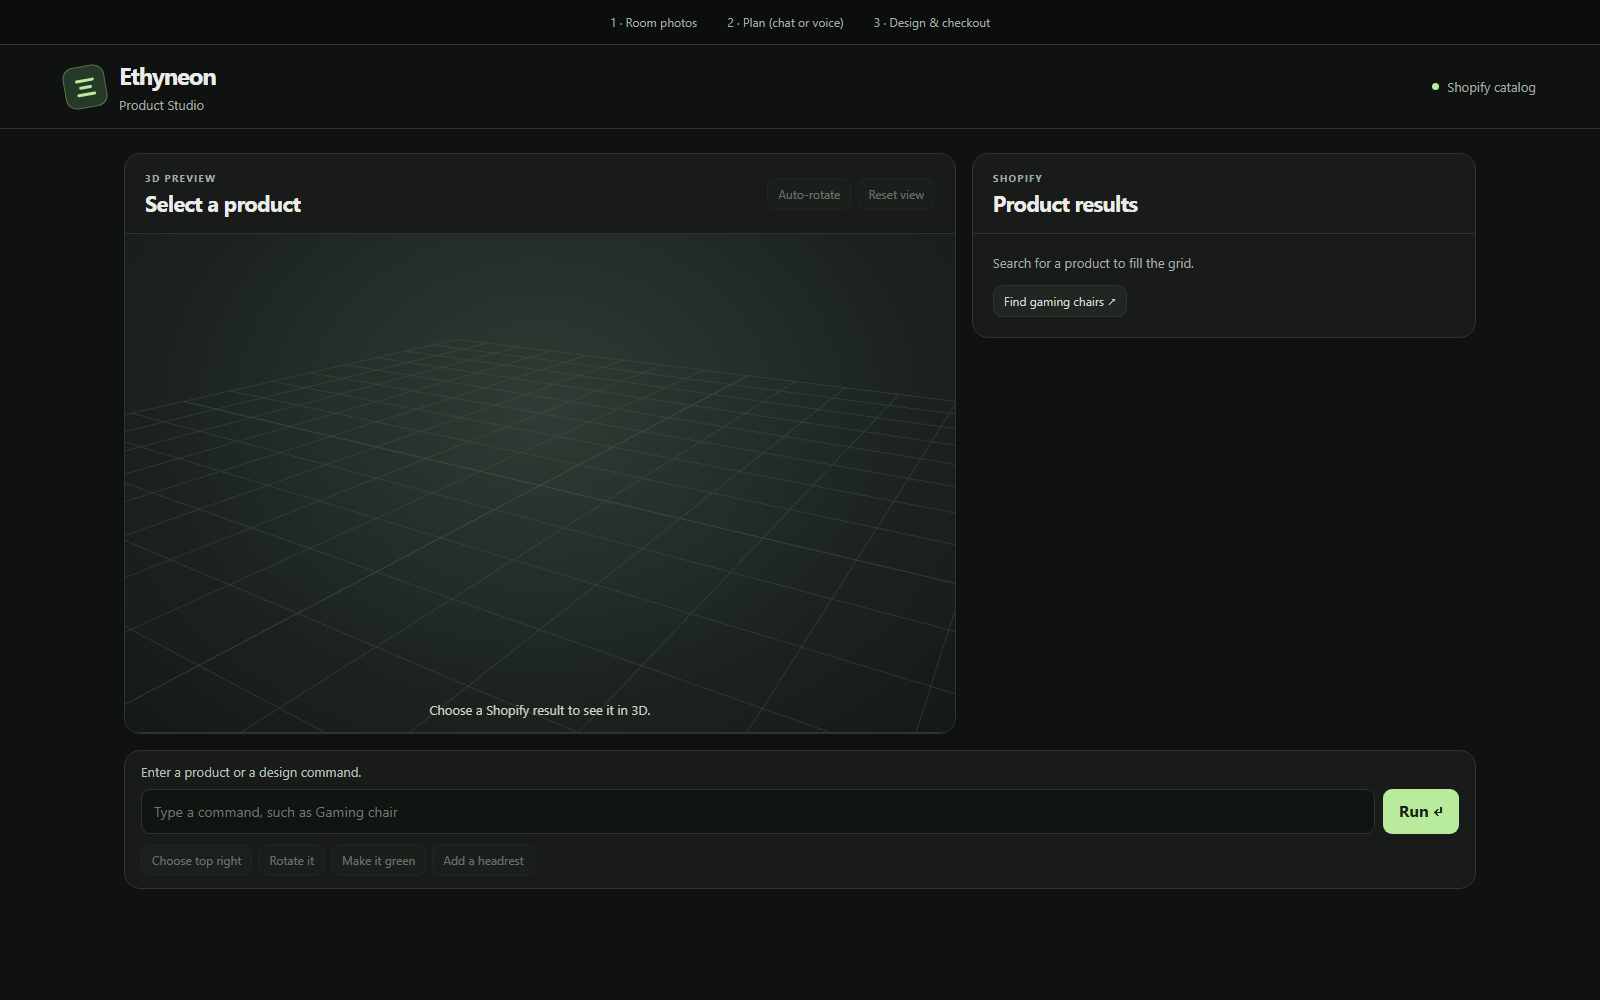 1 · Room photos
2 · Plan (chat or voice)
3 · Design & checkout
Ethyneon
Product Studio
Shopify catalog
3D PREVIEW
Select a product
Auto-rotate
Reset view
Choose a Shopify result to see it in 3D.
SHOPIFY
Product results
Search for a product to fill the grid.
Find gaming chairs ↗
Enter a product or a design command.
Type a command, such as Gaming chair
Run ↵
Choose top right
Rotate it
Make it green
Add a headrest